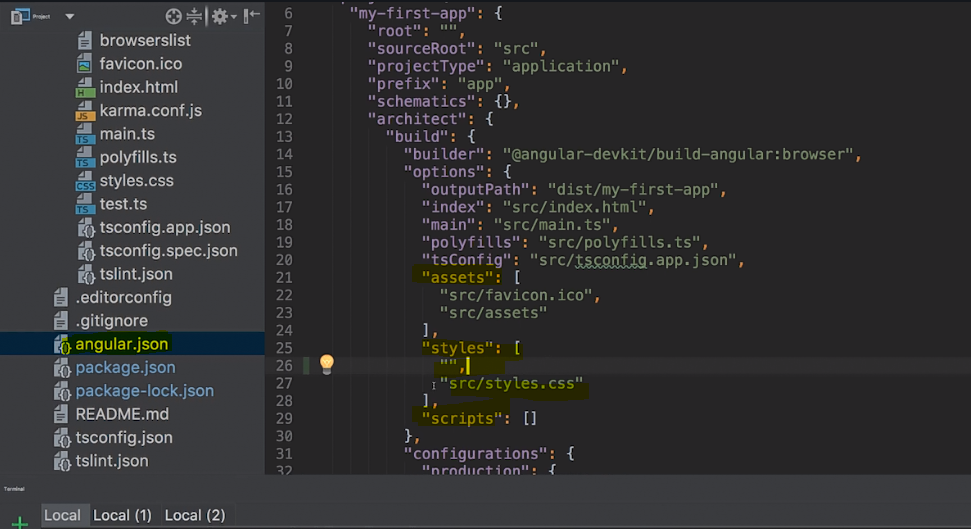 Project
browserslist
favicon.ico
index.html
karma.conf.js
main.ts
polyfills.ts
styles.css
test.ts
tsconfig.app.json
tsconfig.spec.json
tslint.json
.editorconfig
.gitignore
angular.json
package.json
package-lock.json
README.md
tsconfig.json
tslint.json
6 "my-first-app": {
7 "root": "",
8 "sourceRoot": "src",
9 "projectType": "application",
10 "prefix": "app",
11 "schematics": {},
12 "architect": {
13 "build": {
14 "builder": "@angular-devkit/build-angular:browser",
15 "options": {
16 "outputPath": "dist/my-first-app",
17 "index": "src/index.html",
18 "main": "src/main.ts",
19 "polyfills": "src/polyfills.ts",
20 "tsConfig": "src/tsconfig.app.json",
21 "assets": [
22 "src/favicon.ico",
23 "src/assets"
24 ],
25 "styles": [
26 "",
27 "src/styles.css"
28 ],
29 "scripts": []
30 },
31 "configurations": {
32 "production": {
Terminal
Local Local (1) Local (2)